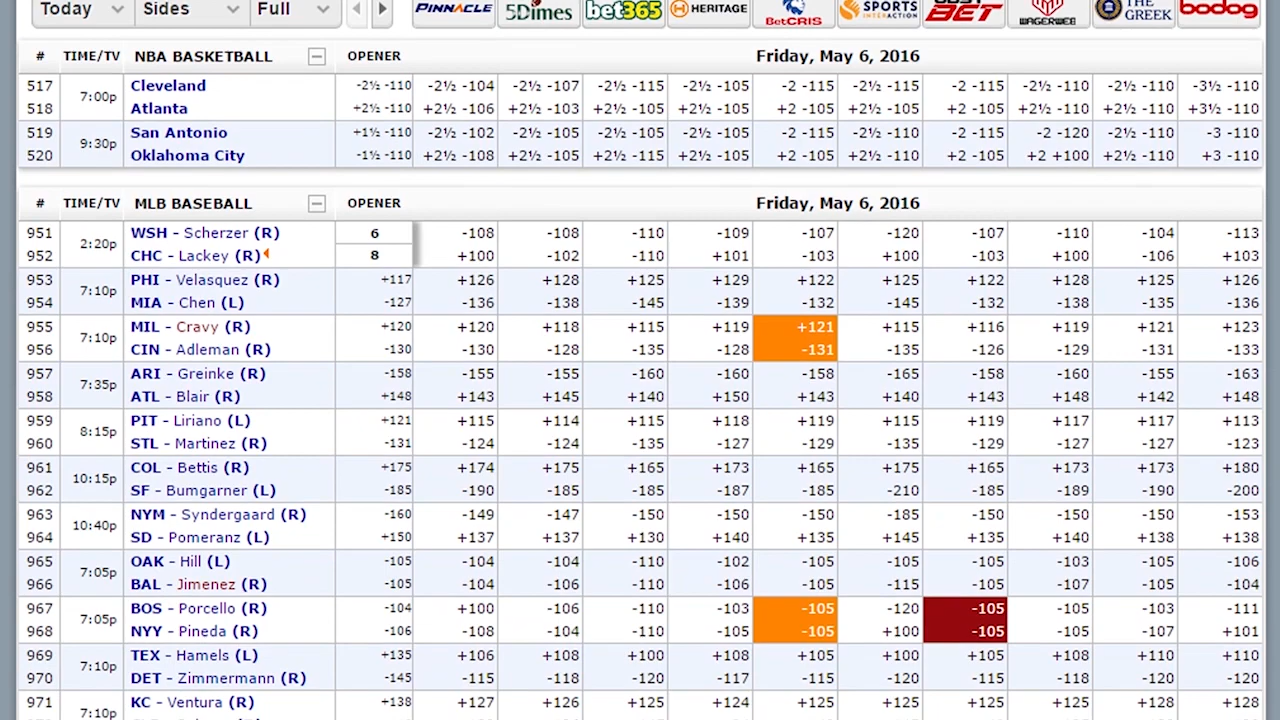 Today Sides Full PINNACLE 5Dimes bet365 HERITAGE BetCRIS SPORTS INTERACTION BET WAGERWEB THE GREEK bodog
# TIME/TV NBA BASKETBALL OPENER Friday, May 6, 2016
517 Cleveland -2½ -110 -2½ -104 -2½ -107 -2½ -115 -2½ -105 -2 -115 -2½ -110 -2 -115 -2½ -110 -2½ -110 -3½ -110
7:00p
518 Atlanta +2½ -110 +2½ -106 +2½ -103 +2½ -105 +2½ -105 +2 -105 +2½ -110 +2 -105 +2½ -110 +2½ -110 +3½ -110
519 San Antonio +1½ -110 -2½ -102 -2½ -105 -2½ -105 -2½ -105 -2 -115 -2½ -110 -2 -115 -2 -120 -2½ -110 -3 -110
9:30p
520 Oklahoma City -1½ -110 +2½ -108 +2½ -105 +2½ -115 +2½ -105 +2 -105 +2½ -110 +2 -105 +2 +100 +2½ -110 +3 -110
# TIME/TV MLB BASEBALL OPENER Friday, May 6, 2016
951 WSH - Scherzer (R) 6 -108 -108 -110 -109 -107 -120 -107 -110 -104 -113
2:20p
952 CHC - Lackey (R) 8 +100 -102 -110 +101 -103 +100 -103 +100 -106 +103
953 PHI - Velasquez (R) +117 +126 +128 +125 +129 +122 +125 +122 +128 +125 +126
7:10p
954 MIA - Chen (L) -127 -136 -138 -145 -139 -132 -145 -132 -138 -135 -136
955 MIL - Cravy (R) +120 +120 +118 +115 +119 +121 +115 +116 +119 +121 +123
7:10p
956 CIN - Adleman (R) -130 -130 -128 -135 -128 -131 -135 -126 -129 -131 -133
957 ARI - Greinke (R) -158 -155 -155 -160 -160 -158 -165 -158 -160 -155 -163
7:35p
958 ATL - Blair (R) +148 +143 +145 +140 +150 +143 +140 +143 +148 +142 +148
959 PIT - Liriano (L) +121 +115 +114 +115 +118 +119 +115 +119 +117 +117 +113
8:15p
960 STL - Martinez (R) -131 -124 -124 -135 -127 -129 -135 -129 -127 -127 -123
961 COL - Bettis (R) +175 +174 +175 +165 +173 +165 +175 +165 +173 +173 +180
10:15p
962 SF - Bumgarner (L) -185 -190 -185 -185 -187 -185 -210 -185 -189 -190 -200
963 NYM - Syndergaard (R) -160 -149 -147 -150 -150 -150 -185 -150 -150 -150 -153
10:40p
964 SD - Pomeranz (L) +150 +137 +137 +130 +140 +135 +145 +135 +140 +138 +138
965 OAK - Hill (L) -105 -104 -104 -110 -102 -105 -105 -105 -103 -105 -106
7:05p
966 BAL - Jimenez (R) -105 -104 -106 -110 -106 -105 -115 -105 -107 -105 -104
967 BOS - Porcello (R) -104 +100 -106 -110 -103 -105 -120 -105 -105 -103 -111
7:05p
968 NYY - Pineda (R) -106 -108 -104 -110 -105 -105 +100 -105 -105 -107 +101
969 TEX - Hamels (L) +135 +106 +108 +100 +108 +105 +100 +105 +108 +110 +110
7:10p
970 DET - Zimmermann (R) -145 -115 -118 -120 -117 -115 -120 -115 -118 -120 -120
971 KC - Ventura (R) +138 +127 +126 +125 +124 +125 +125 +125 +128 +125 +128
7:10p